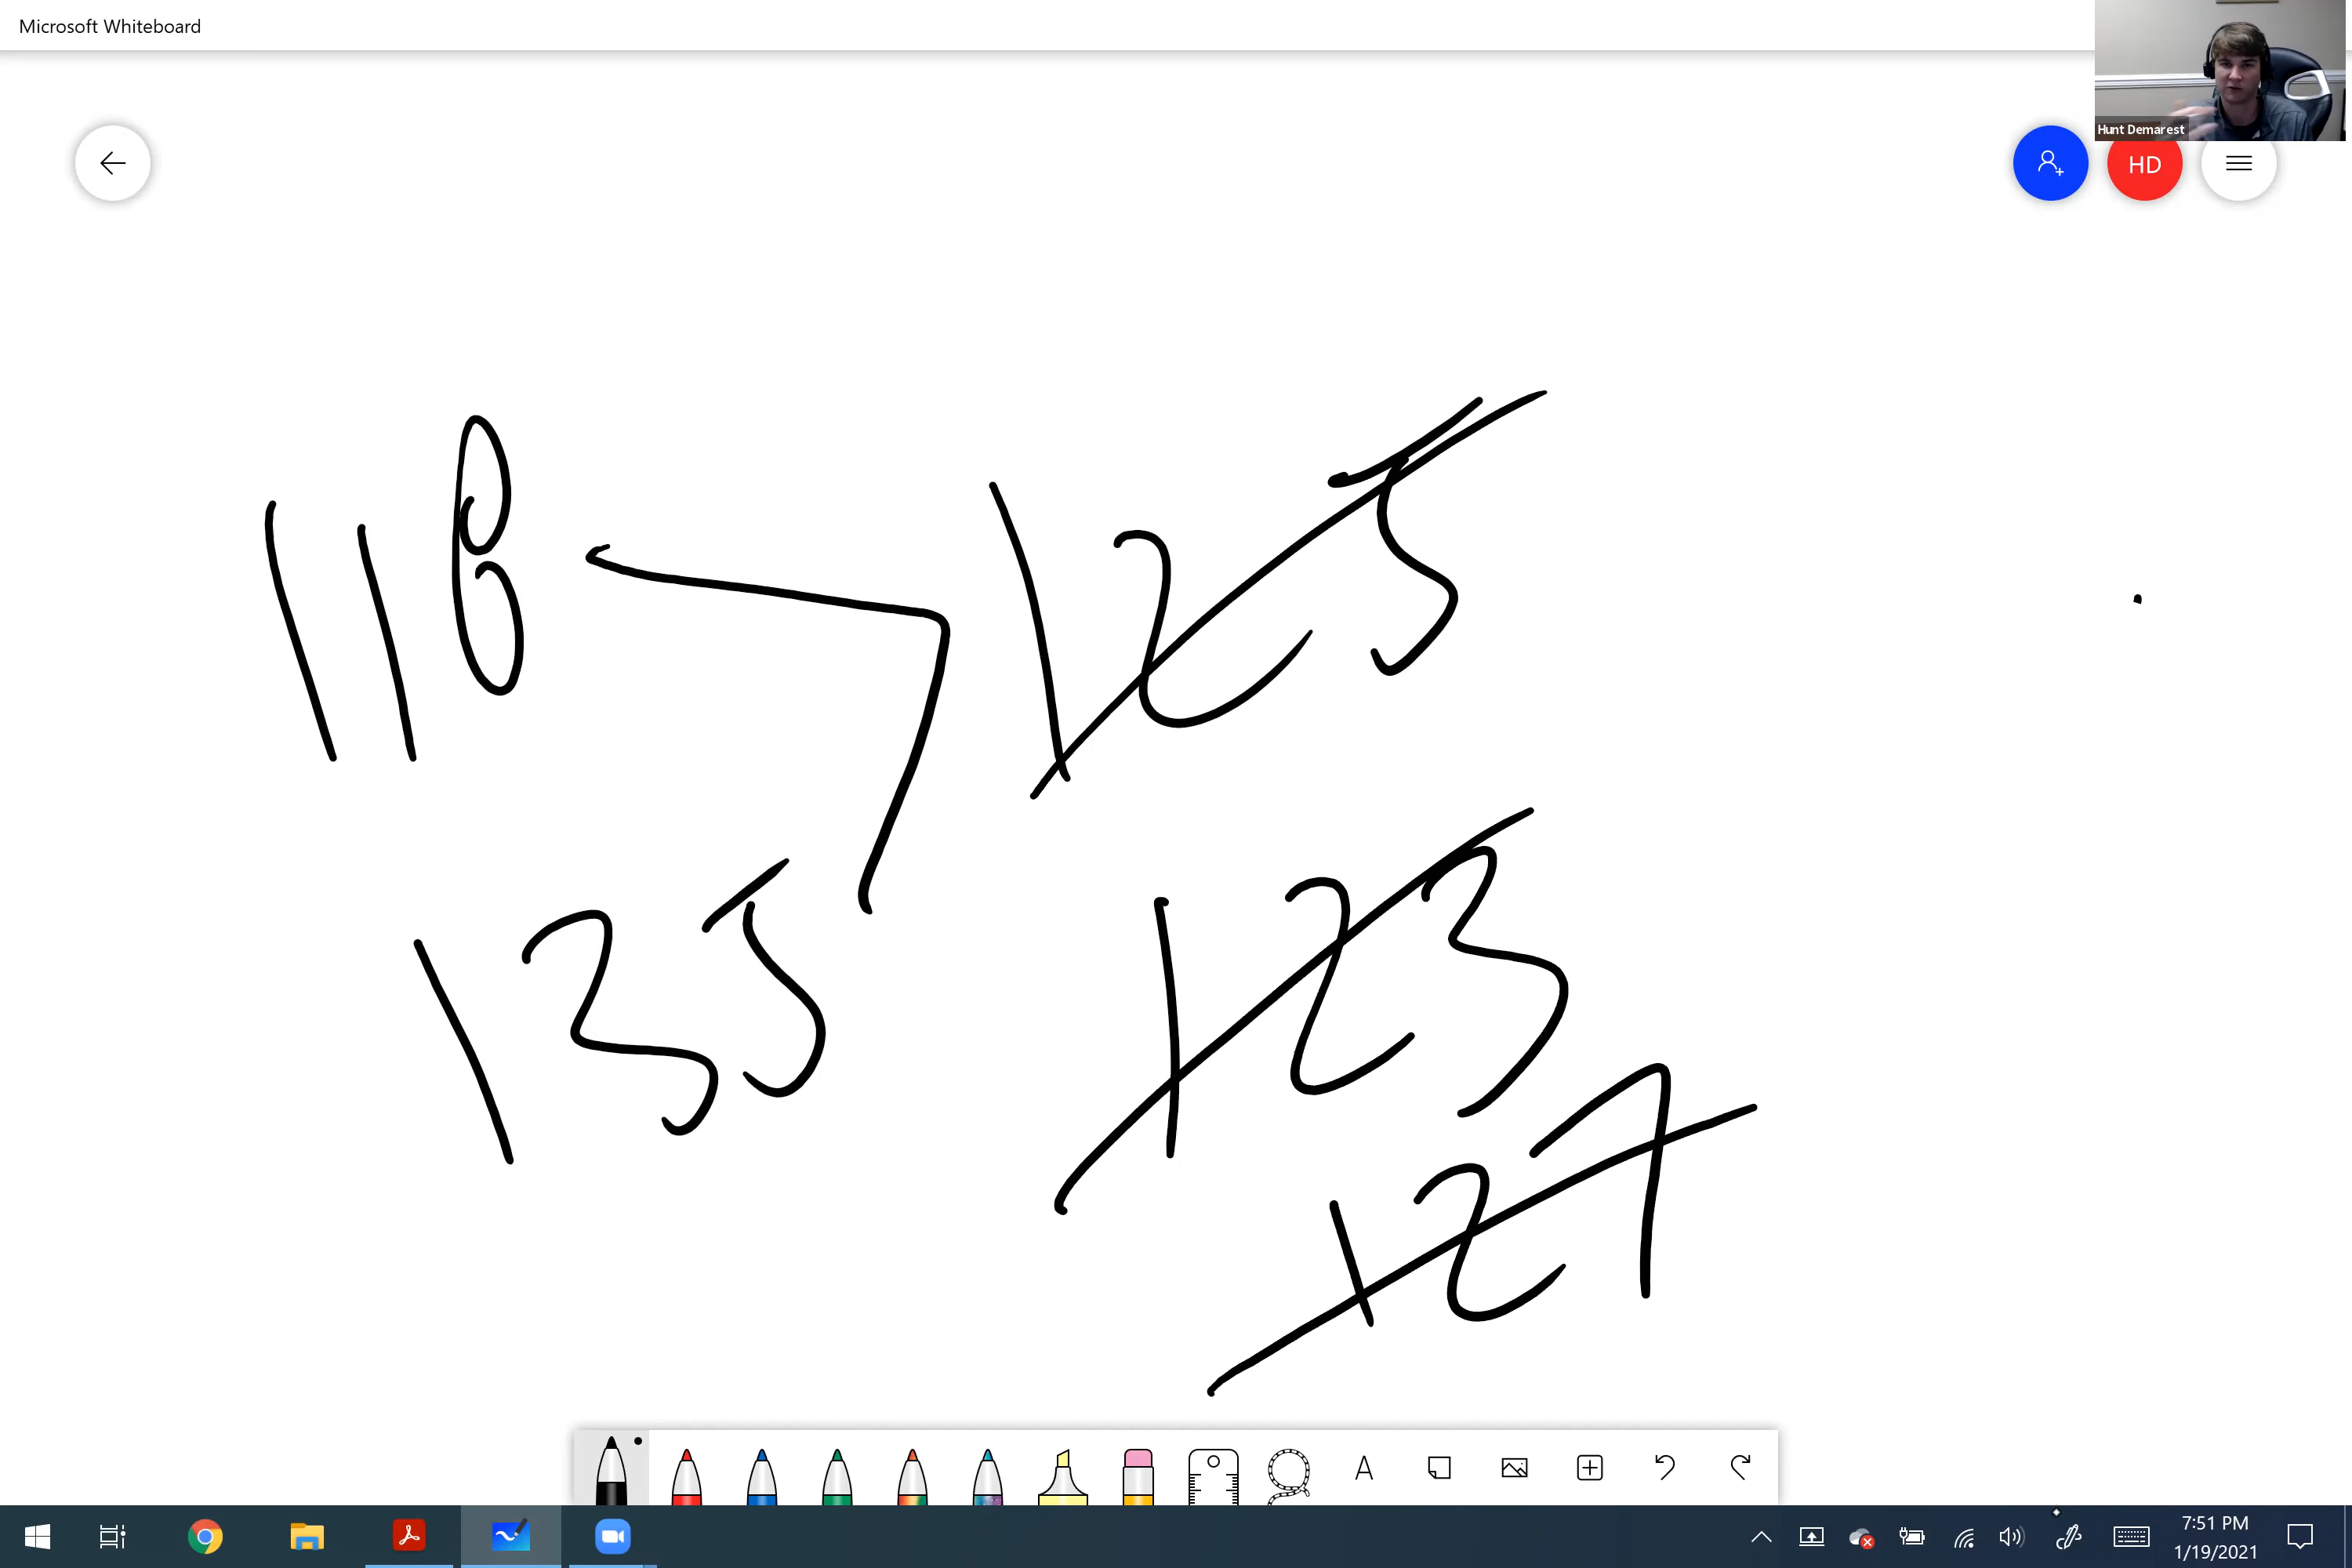 Microsoft Whiteboard
Hunt Demarest
HD
118
125
135
123
127
A
7:51 PM
1/19/2021